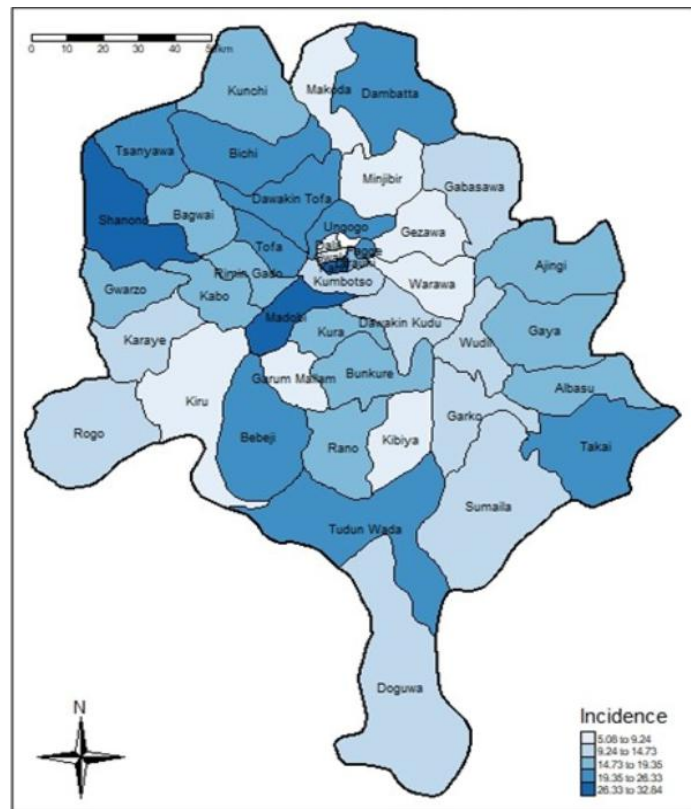 0 10 20 30 40 50 km
Makoda
Kunchi
Dambatta
Tsanyawa
Bichi
Minjibir
Gabasawa
Dawakin Tofa
Shanono
Bagwai
Ungogo
Gezawa
Tofa
Ajingi
Rimin Gado
Gwarzo
Kabo
Kumbotso
Warawa
Madobi
Kura
Dawakin Kudu
Gaya
Karaye
Wudil
Bunkure
Garum Mallam
Albasu
Kiru
Garko
Rogo
Bebeji
Rano
Kibiya
Takai
Sumaila
Tudun Wada
Doguwa
N
Incidence
5.08 to 9.24
9.24 to 14.73
14.73 to 19.35
19.35 to 26.33
26.33 to 32.84